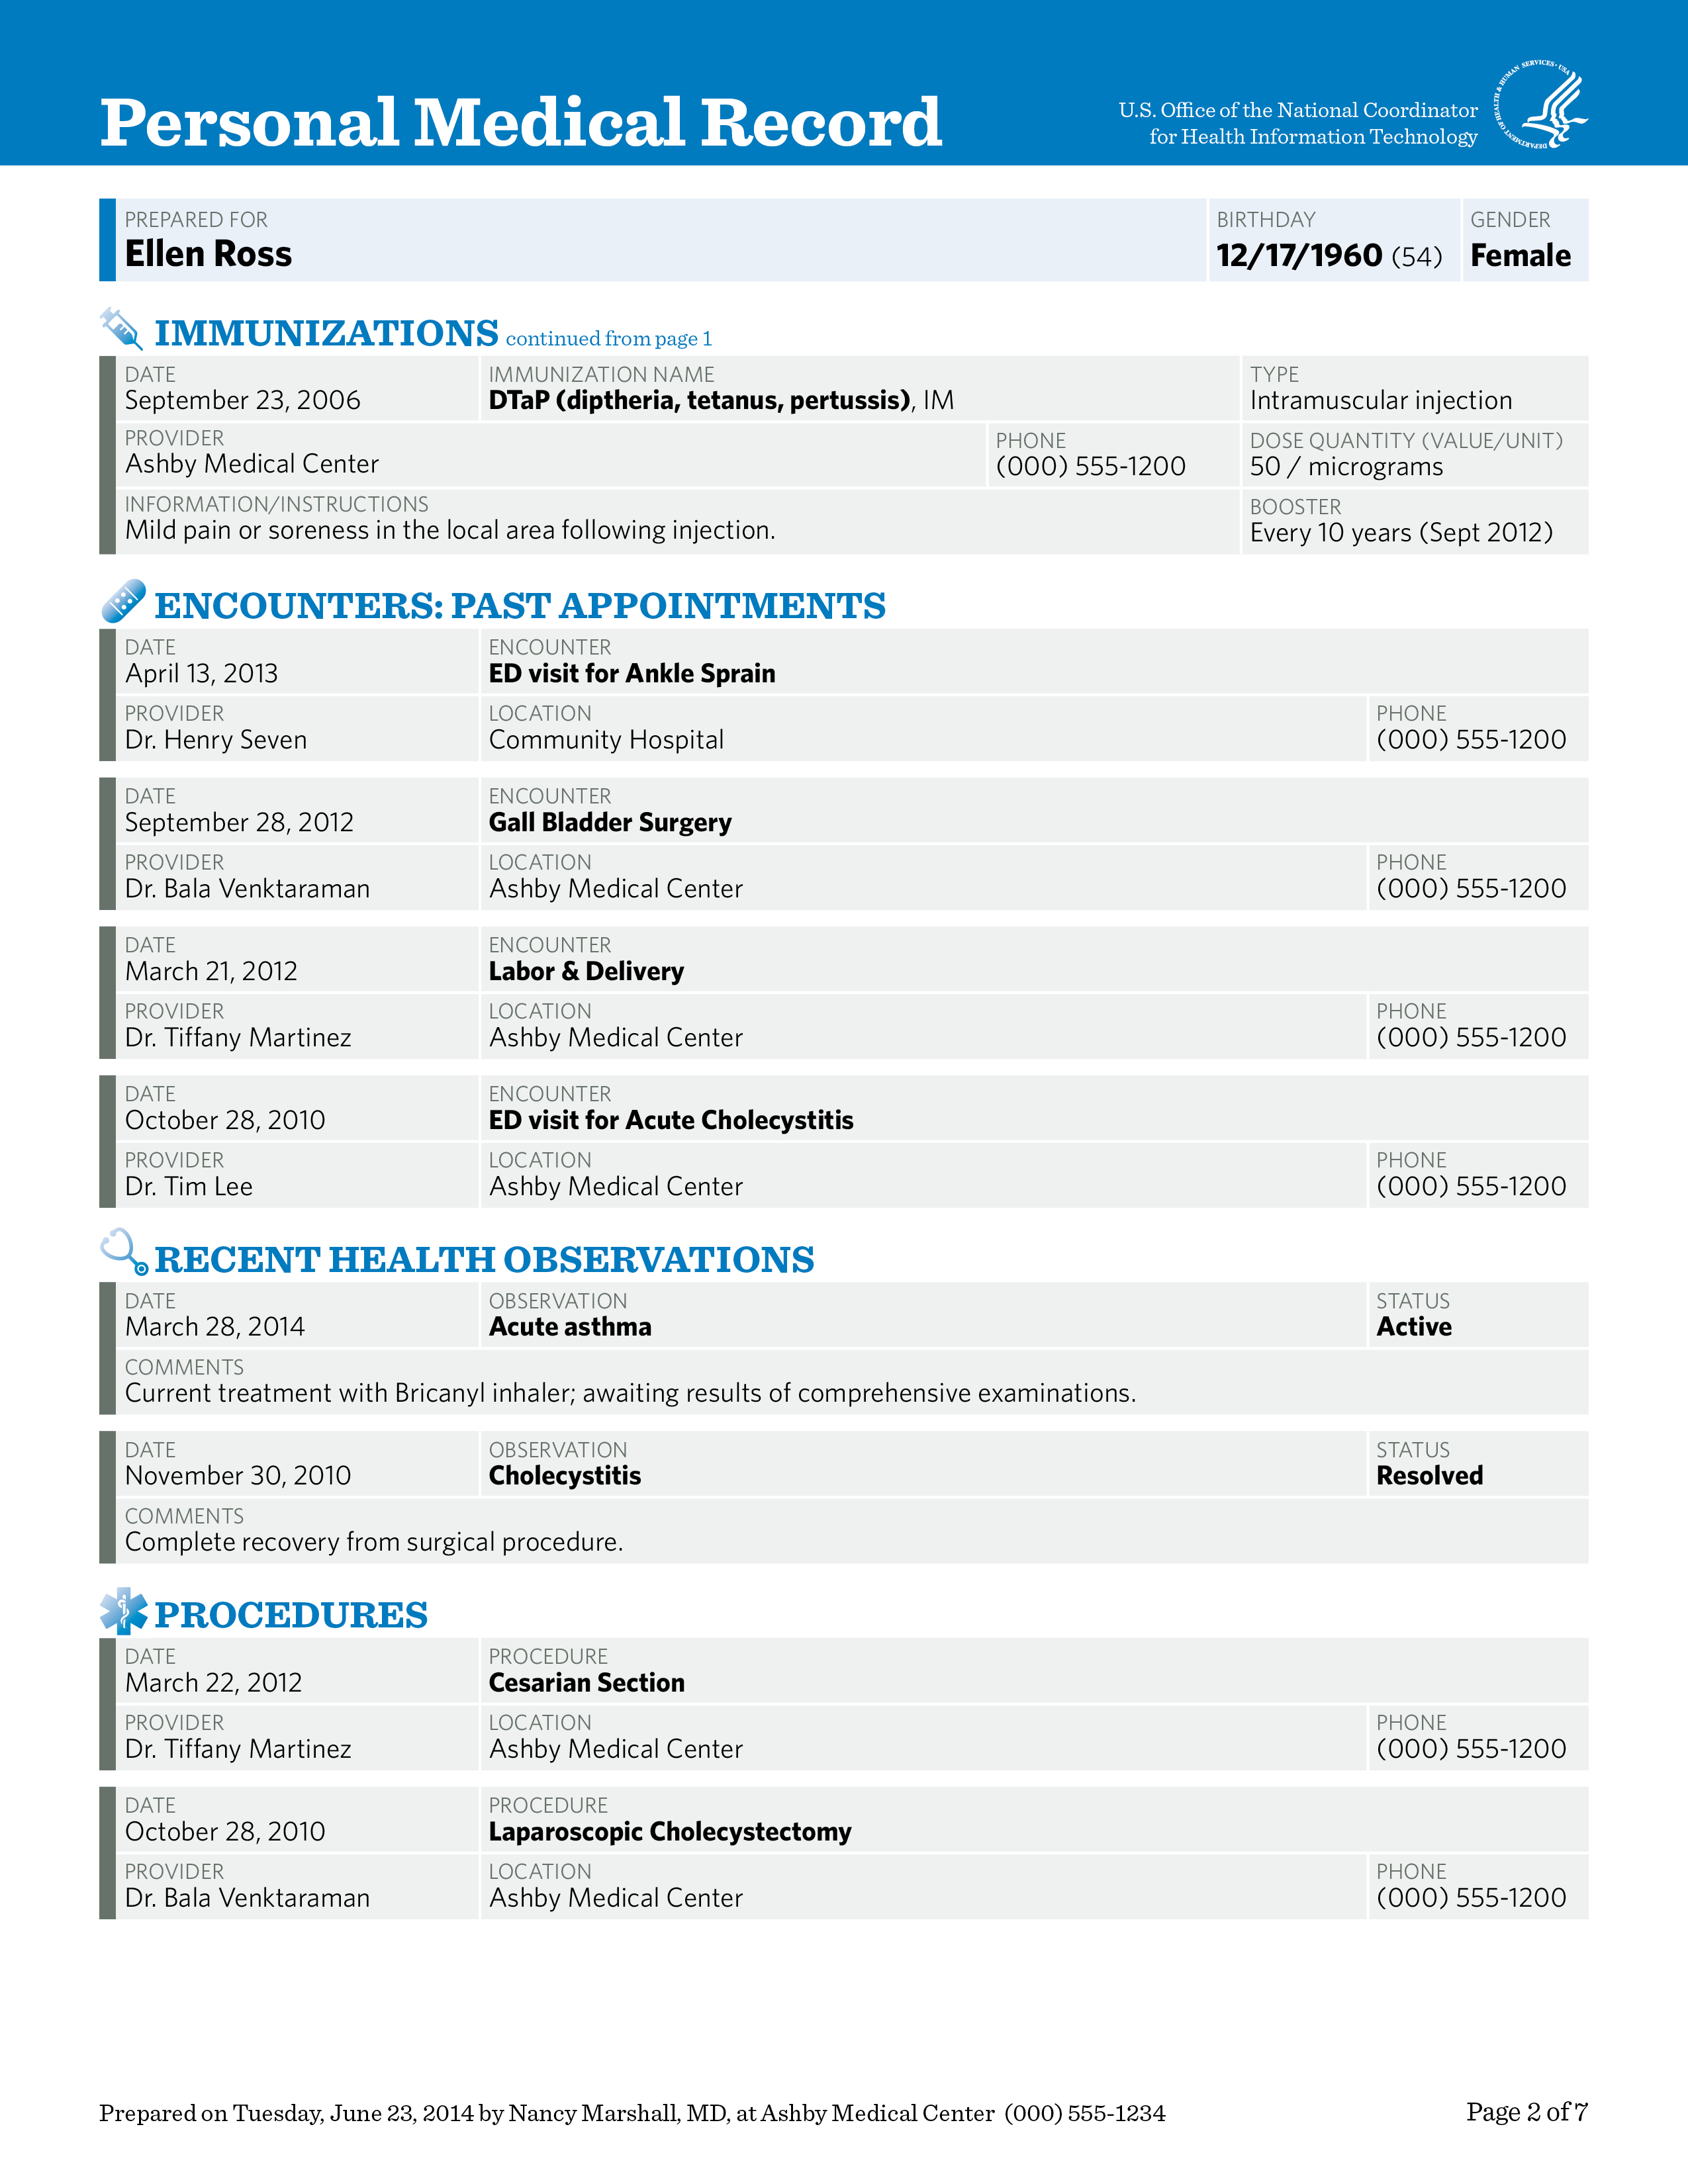 Personal Medical Record
U.S. Office of the National Coordinator
for Health Information Technology
DEPARTMENT OF HEALTH & HUMAN SERVICES · USA
PREPARED FOR
Ellen Ross
BIRTHDAY
12/17/1960 (54)
GENDER
Female
IMMUNIZATIONS continued from page 1
DATE
September 23, 2006
IMMUNIZATION NAME
DTaP (diptheria, tetanus, pertussis), IM
TYPE
Intramuscular injection
PROVIDER
Ashby Medical Center
PHONE
(000) 555-1200
DOSE QUANTITY (VALUE/UNIT)
50 / micrograms
INFORMATION/INSTRUCTIONS
Mild pain or soreness in the local area following injection.
BOOSTER
Every 10 years (Sept 2012)
ENCOUNTERS: PAST APPOINTMENTS
DATE
April 13, 2013
ENCOUNTER
ED visit for Ankle Sprain
PROVIDER
Dr. Henry Seven
LOCATION
Community Hospital
PHONE
(000) 555-1200
DATE
September 28, 2012
ENCOUNTER
Gall Bladder Surgery
PROVIDER
Dr. Bala Venktaraman
LOCATION
Ashby Medical Center
PHONE
(000) 555-1200
DATE
March 21, 2012
ENCOUNTER
Labor & Delivery
PROVIDER
Dr. Tiffany Martinez
LOCATION
Ashby Medical Center
PHONE
(000) 555-1200
DATE
October 28, 2010
ENCOUNTER
ED visit for Acute Cholecystitis
PROVIDER
Dr. Tim Lee
LOCATION
Ashby Medical Center
PHONE
(000) 555-1200
RECENT HEALTH OBSERVATIONS
DATE
March 28, 2014
OBSERVATION
Acute asthma
STATUS
Active
COMMENTS
Current treatment with Bricanyl inhaler; awaiting results of comprehensive examinations.
DATE
November 30, 2010
OBSERVATION
Cholecystitis
STATUS
Resolved
COMMENTS
Complete recovery from surgical procedure.
PROCEDURES
DATE
March 22, 2012
PROCEDURE
Cesarian Section
PROVIDER
Dr. Tiffany Martinez
LOCATION
Ashby Medical Center
PHONE
(000) 555-1200
DATE
October 28, 2010
PROCEDURE
Laparoscopic Cholecystectomy
PROVIDER
Dr. Bala Venktaraman
LOCATION
Ashby Medical Center
PHONE
(000) 555-1200
Prepared on Tuesday, June 23, 2014 by Nancy Marshall, MD, at Ashby Medical Center (000) 555-1234
Page 2 of 7